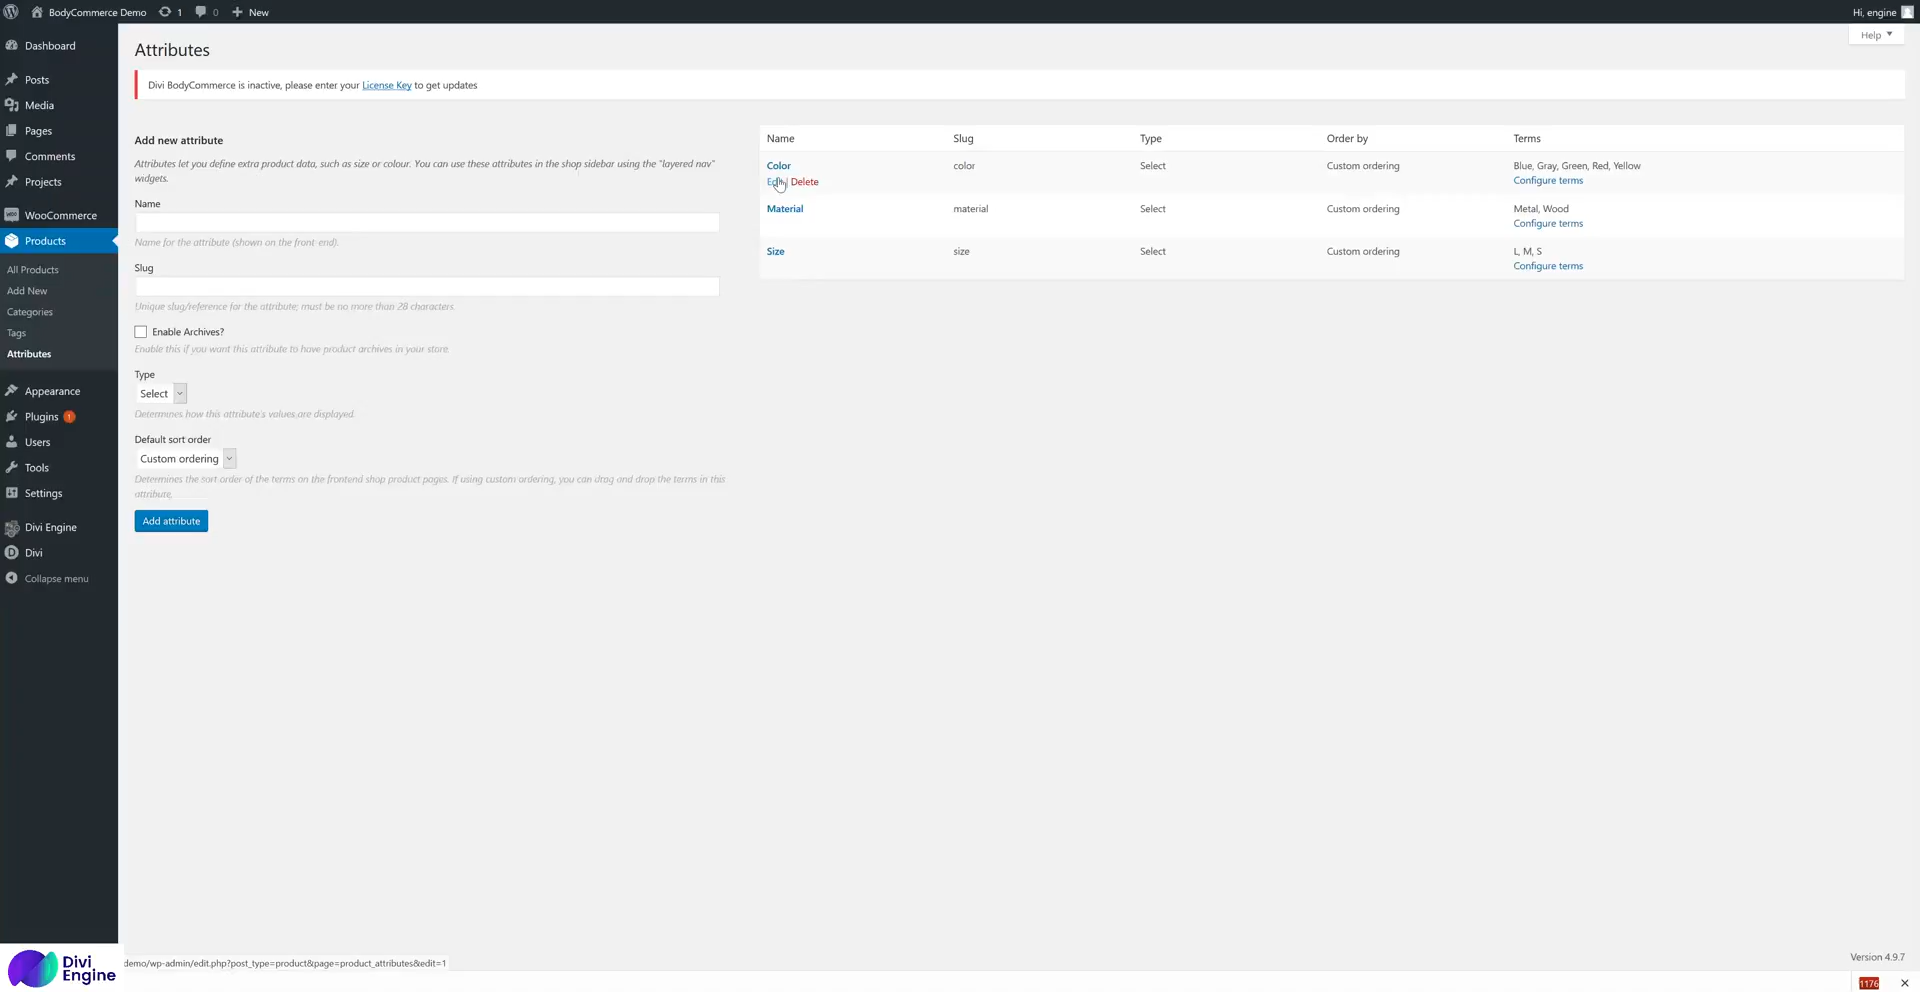 BodyCommerce Demo 1 0 New Hi, engine
Help
Dashboard
Posts
Media
Pages
Comments
Projects
WooCommerce
Products
All Products
Add New
Categories
Tags
Attributes
Appearance
Plugins 1
Users
Tools
Settings
Divi Engine
Divi
Collapse menu
Attributes
Divi BodyCommerce is inactive, please enter your License Key to get updates
Add new attribute
Attributes let you define extra product data, such as size or colour. You can use these attributes in the shop sidebar using the "layered nav"
widgets.
Name
Name for the attribute (shown on the front-end).
Slug
Unique slug/reference for the attribute; must be no more than 28 characters.
Enable Archives?
Enable this if you want this attribute to have product archives in your store.
Type
Select
Determines how this attribute's values are displayed.
Default sort order
Custom ordering
Determines the sort order of the terms on the frontend shop product pages. If using custom ordering, you can drag and drop the terms in this
attribute.
Add attribute
Name Slug Type Order by Terms
Color color Select Custom ordering Blue, Gray, Green, Red, Yellow
Edit | Delete Configure terms
Material material Select Custom ordering Metal, Wood
Configure terms
Size size Select Custom ordering L, M, S
Configure terms
Version 4.9.7
Divi
Engine
demo/wp-admin/edit.php?post_type=product&page=product_attributes&edit=1
1176